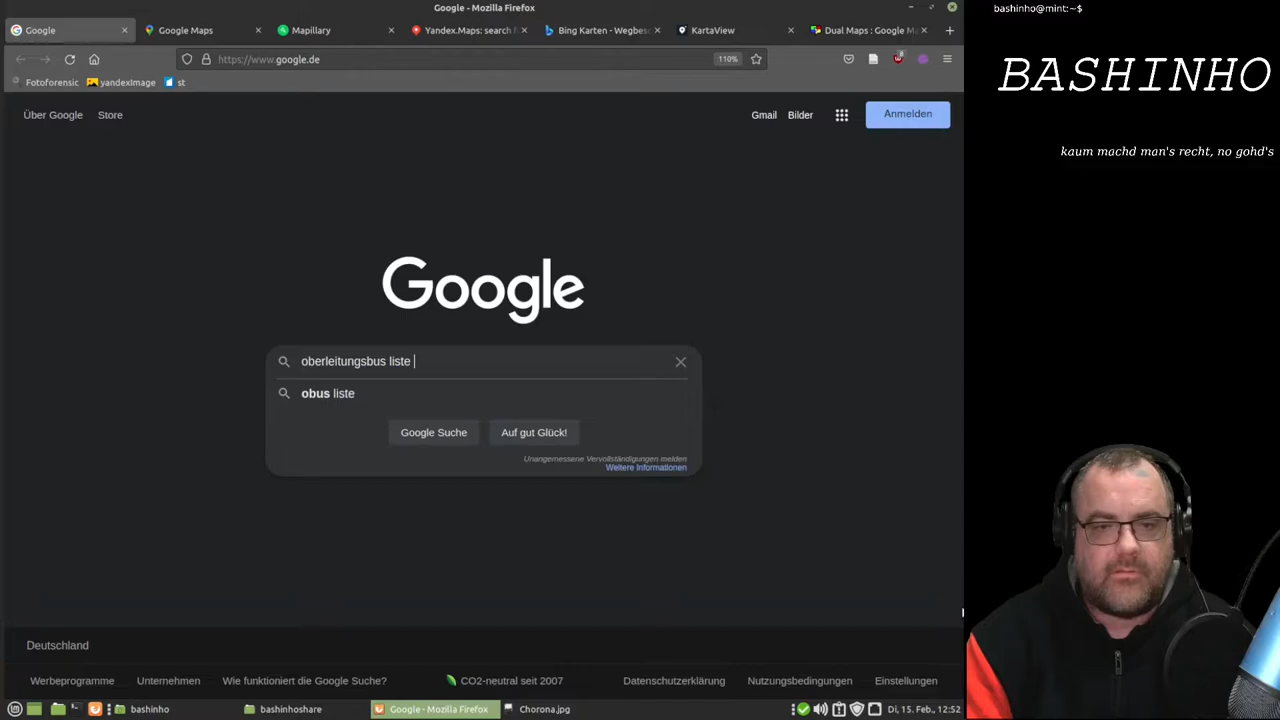 Google - Mozilla Firefox
bashinho@mint:~$
Google
Google Maps
Mapillary
Yandex.Maps: search f
Bing Karten - Wegbesc
KartaView
Dual Maps : Google Ma
https://www.google.de
110%
8
Fotoforensic
yandexImage
st
BASHINHO
kaum machd man's recht, no gohd's
Über Google
Store
Gmail
Bilder
Anmelden
Google
oberleitungsbus liste
obus liste
Google Suche
Auf gut Glück!
Unangemessene Vervollständigungen melden
Weitere Informationen
Deutschland
Werbeprogramme
Unternehmen
Wie funktioniert die Google Suche?
CO2-neutral seit 2007
Datenschutzerklärung
Nutzungsbedingungen
Einstellungen
bashinho
bashinhoshare
Google - Mozilla Firefox
Chorona.jpg
Di, 15. Feb., 12:52